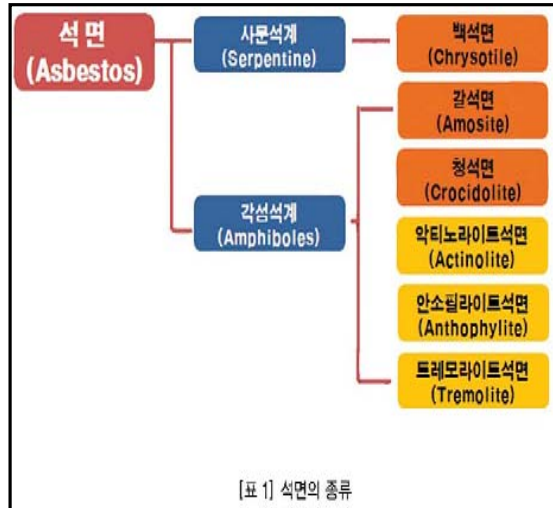 석 면
(Asbestos)
사문석계
(Serpentine)
백석면
(Chrysotile)
갈석면
(Amosite)
청석면
(Crocidolite)
각섬석계
(Amphiboles)
악티노라이트석면
(Actinolite)
안소필라이트석면
(Anthophylite)
트레모라이트석면
(Tremolite)
[표 1] 석면의 종류